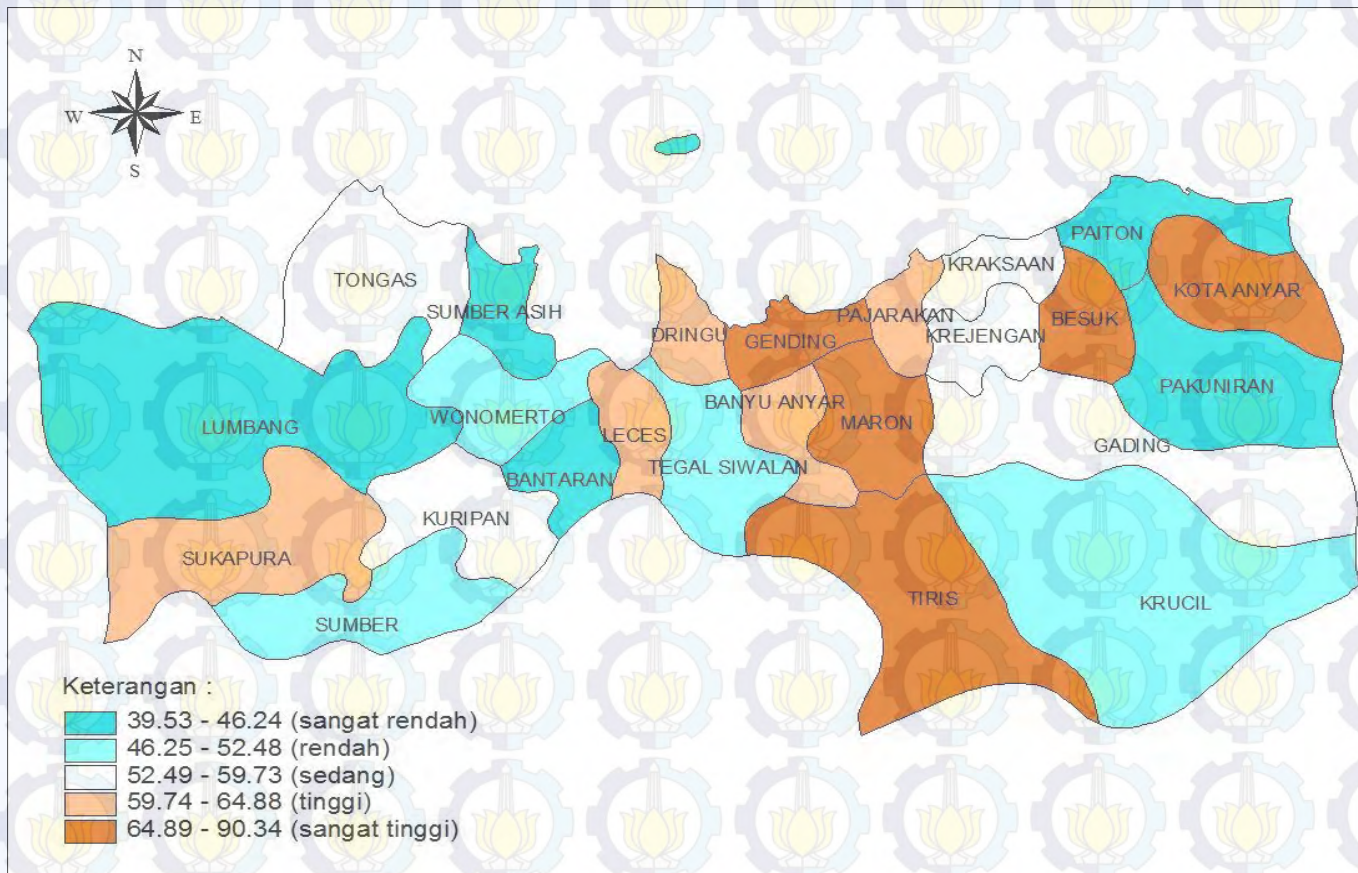 N
W E
S
PAITON
KRAKSAAN
TONGAS
KOTA ANYAR
SUMBER ASIH
PAJARAKAN
BESUK
DRINGU
GENDING
KREJENGAN
PAKUNIRAN
BANYU ANYAR
WONOMERTO
MARON
LUMBANG
LECES
GADING
TEGAL SIWALAN
BANTARAN
KURIPAN
SUKAPURA
TIRIS
KRUCIL
SUMBER
Keterangan :
39.53 - 46.24 (sangat rendah)
46.25 - 52.48 (rendah)
52.49 - 59.73 (sedang)
59.74 - 64.88 (tinggi)
64.89 - 90.34 (sangat tinggi)